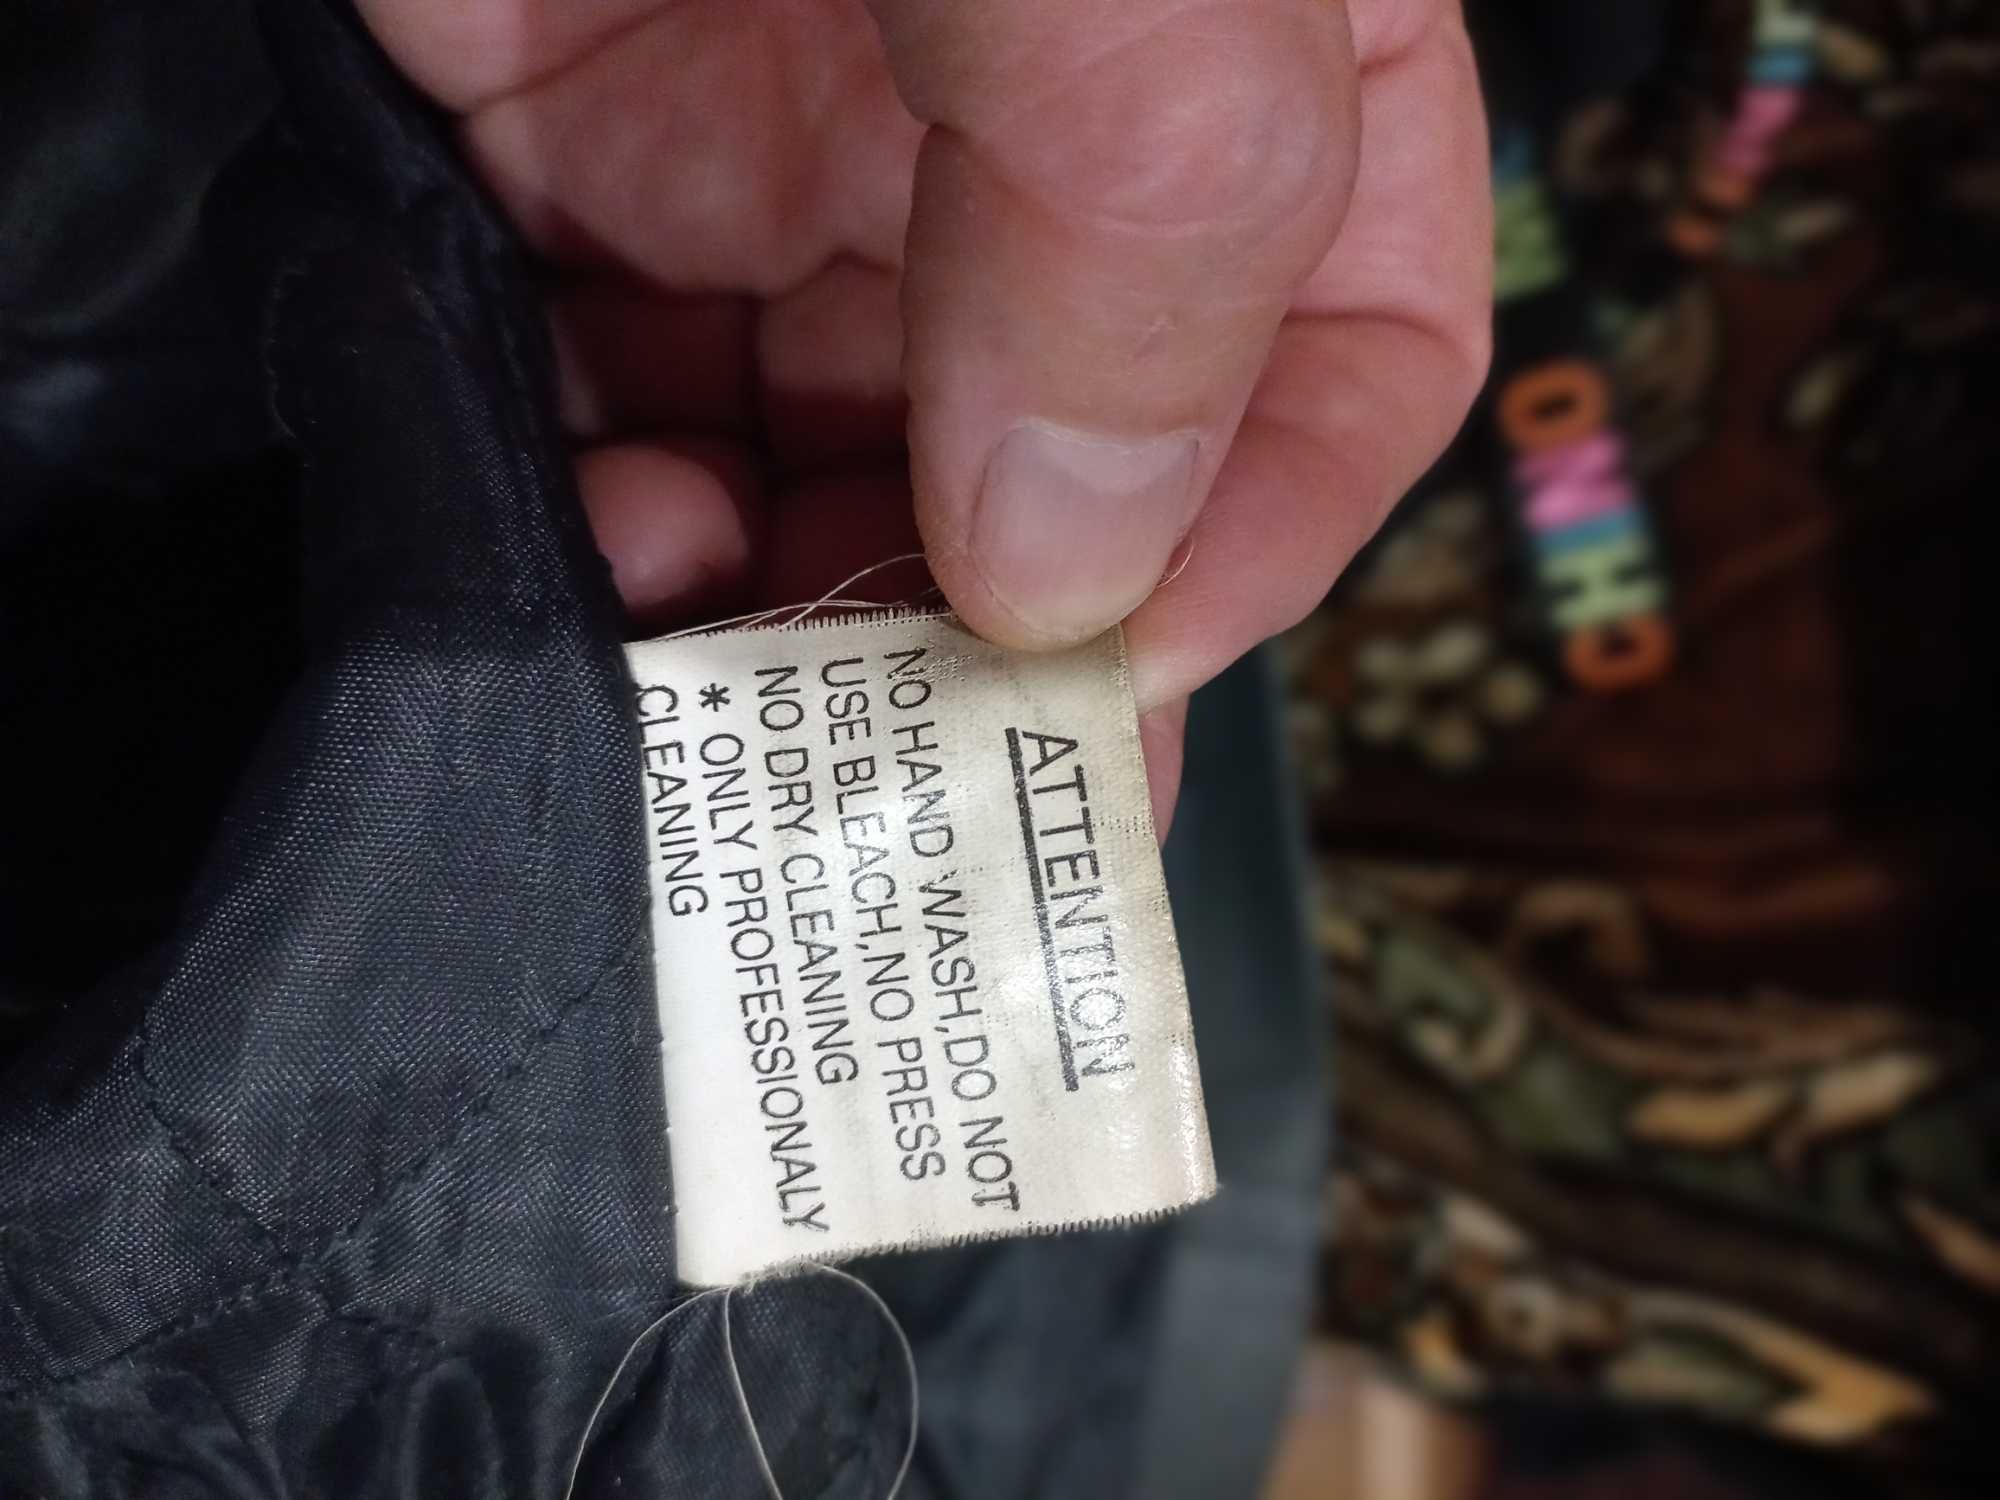 ATTENTION
NO HAND WASH,DO NOT
USE BLEACH,NO PRESS
NO DRY CLEANING
* ONLY PROFESSIONALY
CLEANING